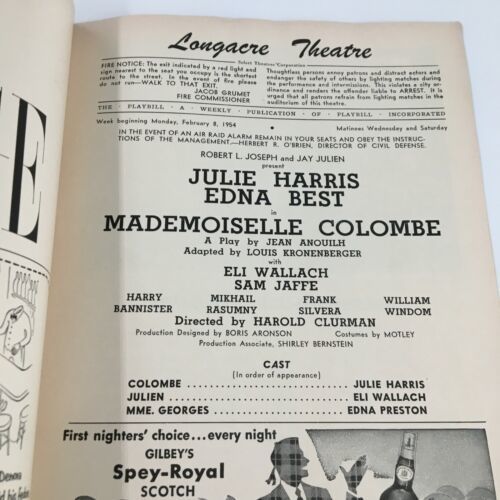 Longacre Theatre
Select Theatres Corporation
FIRE NOTICE: The exit indicated by a red light and
sign nearest to the seat you occupy is the shortest
route to the street. In the event of fire please
do not run—WALK TO THAT EXIT.
JACOB GRUMET
FIRE COMMISSIONER
Thoughtless persons annoy patrons and distract actors and
endanger the safety of others by lighting matches during
the performance and intermissions. This violates a city or-
dinance and renders the offender liable to ARREST. It is
urged that all patrons refrain from lighting matches in the
auditorium of this theatre.
THE · PLAYBILL · A · WEEKLY · PUBLICATION · OF · PLAYBILL · INCORPORATED
Week beginning Monday, February 8, 1954
Matinees Wednesday and Saturday
IN THE EVENT OF AN AIR RAID ALARM REMAIN IN YOUR SEATS AND OBEY THE INSTRUC-
TIONS OF THE MANAGEMENT.—HERBERT R. O'BRIEN, DIRECTOR OF CIVIL DEFENSE.
ROBERT L. JOSEPH and JAY JULIEN
present
JULIE HARRIS
EDNA BEST
in
MADEMOISELLE COLOMBE
A Play by JEAN ANOUILH
Adapted by LOUIS KRONENBERGER
with
ELI WALLACH
SAM JAFFE
HARRY MIKHAIL FRANK WILLIAM
BANNISTER RASUMNY SILVERA WINDOM
Directed by HAROLD CLURMAN
Production Designed by BORIS ARONSON Costumes by MOTLEY
Production Associate, SHIRLEY BERNSTEIN
CAST
(In order of appearance)
COLOMBE .......................... JULIE HARRIS
JULIEN .......................... ELI WALLACH
MME. GEORGES .......................... EDNA PRESTON
First nighters' choice...every night
GILBEY'S
Spey-Royal
SCOTCH